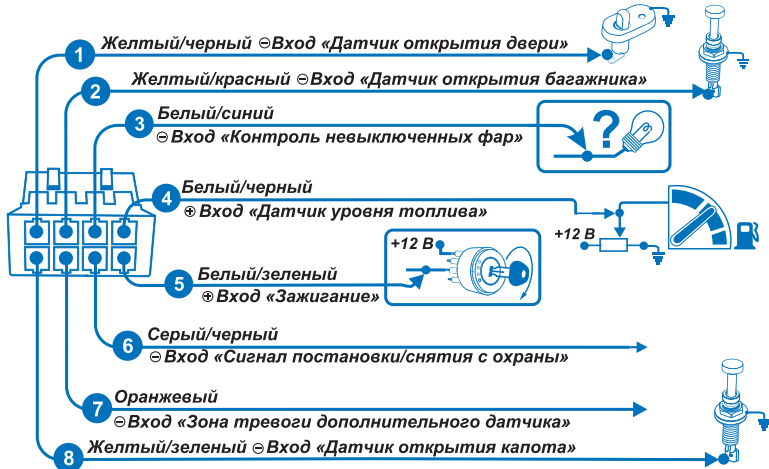 1 Желтый/черный ⊖Вход «Датчик открытия двери»
2 Желтый/красный ⊖Вход «Датчик открытия багажника»
3 Белый/синий
⊖Вход «Контроль невыключенных фар»
?
4 Белый/черный
⊕Вход «Датчик уровня топлива»
+12 В
+12 В
5 Белый/зеленый
⊕Вход «Зажигание»
6 Серый/черный
⊖Вход «Сигнал постановки/снятия с охраны»
7 Оранжевый
⊖Вход «Зона тревоги дополнительного датчика»
8 Желтый/зеленый ⊖Вход «Датчик открытия капота»